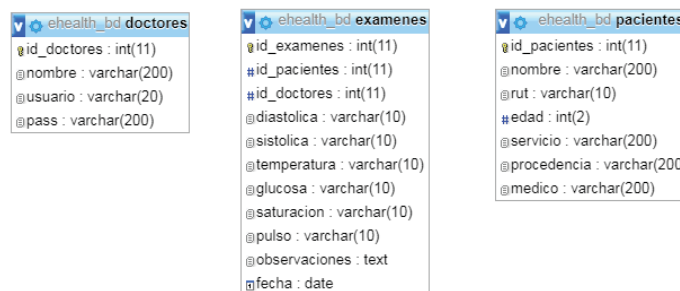 ehealth_bd doctores
id_doctores : int(11)
nombre : varchar(200)
usuario : varchar(20)
pass : varchar(200)
ehealth_bd examenes
id_examenes : int(11)
id_pacientes : int(11)
id_doctores : int(11)
diastolica : varchar(10)
sistolica : varchar(10)
temperatura : varchar(10)
glucosa : varchar(10)
saturacion : varchar(10)
pulso : varchar(10)
observaciones : text
fecha : date
ehealth_bd pacientes
id_pacientes : int(11)
nombre : varchar(200)
rut : varchar(10)
edad : int(2)
servicio : varchar(200)
procedencia : varchar(200
medico : varchar(200)